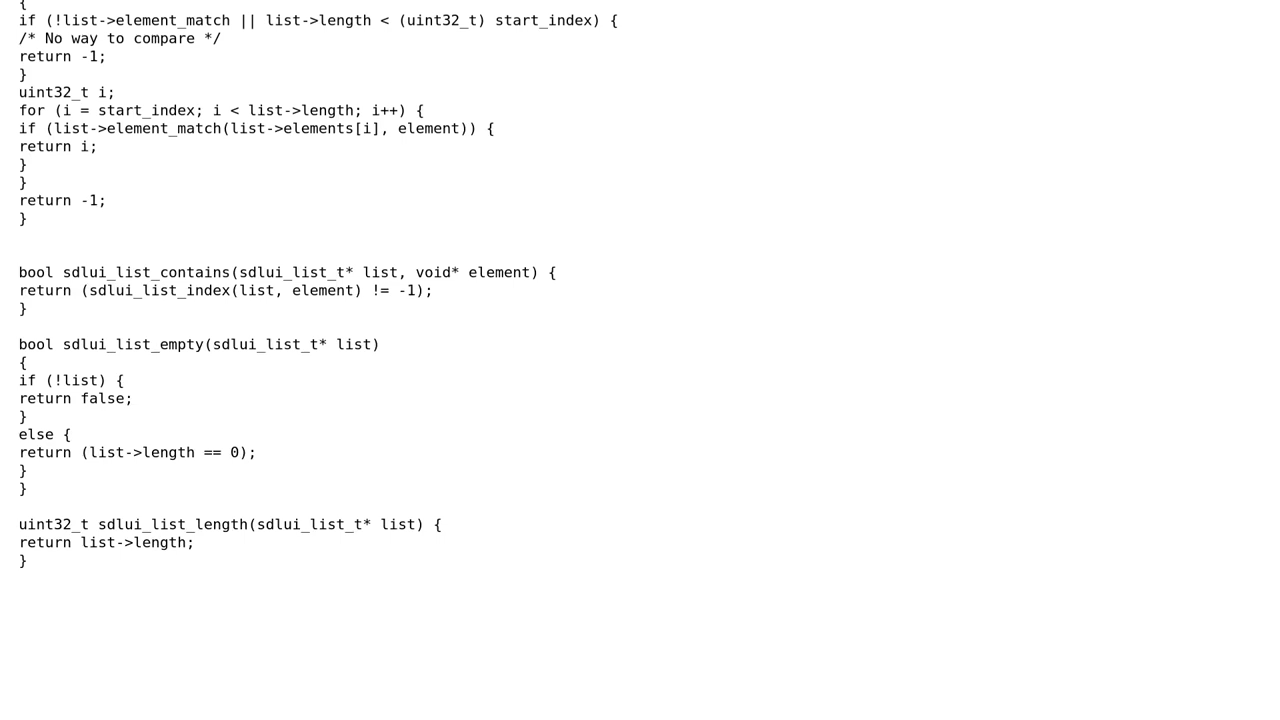 {
if (!list->element_match || list->length < (uint32_t) start_index) {
/* No way to compare */
return -1;
}
uint32_t i;
for (i = start_index; i < list->length; i++) {
if (list->element_match(list->elements[i], element)) {
return i;
}
}
return -1;
}
bool sdlui_list_contains(sdlui_list_t* list, void* element) {
return (sdlui_list_index(list, element) != -1);
}
bool sdlui_list_empty(sdlui_list_t* list)
{
if (!list) {
return false;
}
else {
return (list->length == 0);
}
}
uint32_t sdlui_list_length(sdlui_list_t* list) {
return list->length;
}